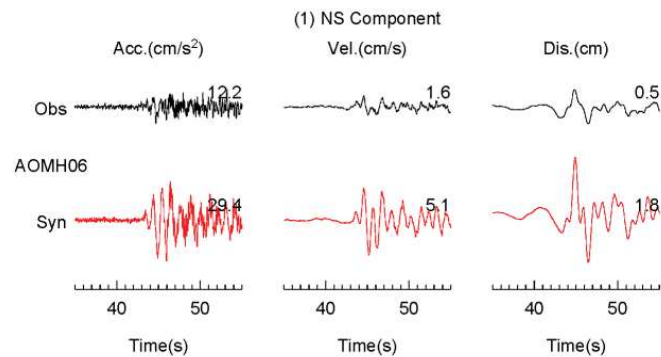 (1) NS Component
Acc.(cm/s²) Vel.(cm/s) Dis.(cm)
12.2 1.6 0.5
Obs
AOMH06
29.4 5.1 1.8
Syn
40 50 40 50 40 50
Time(s) Time(s) Time(s)